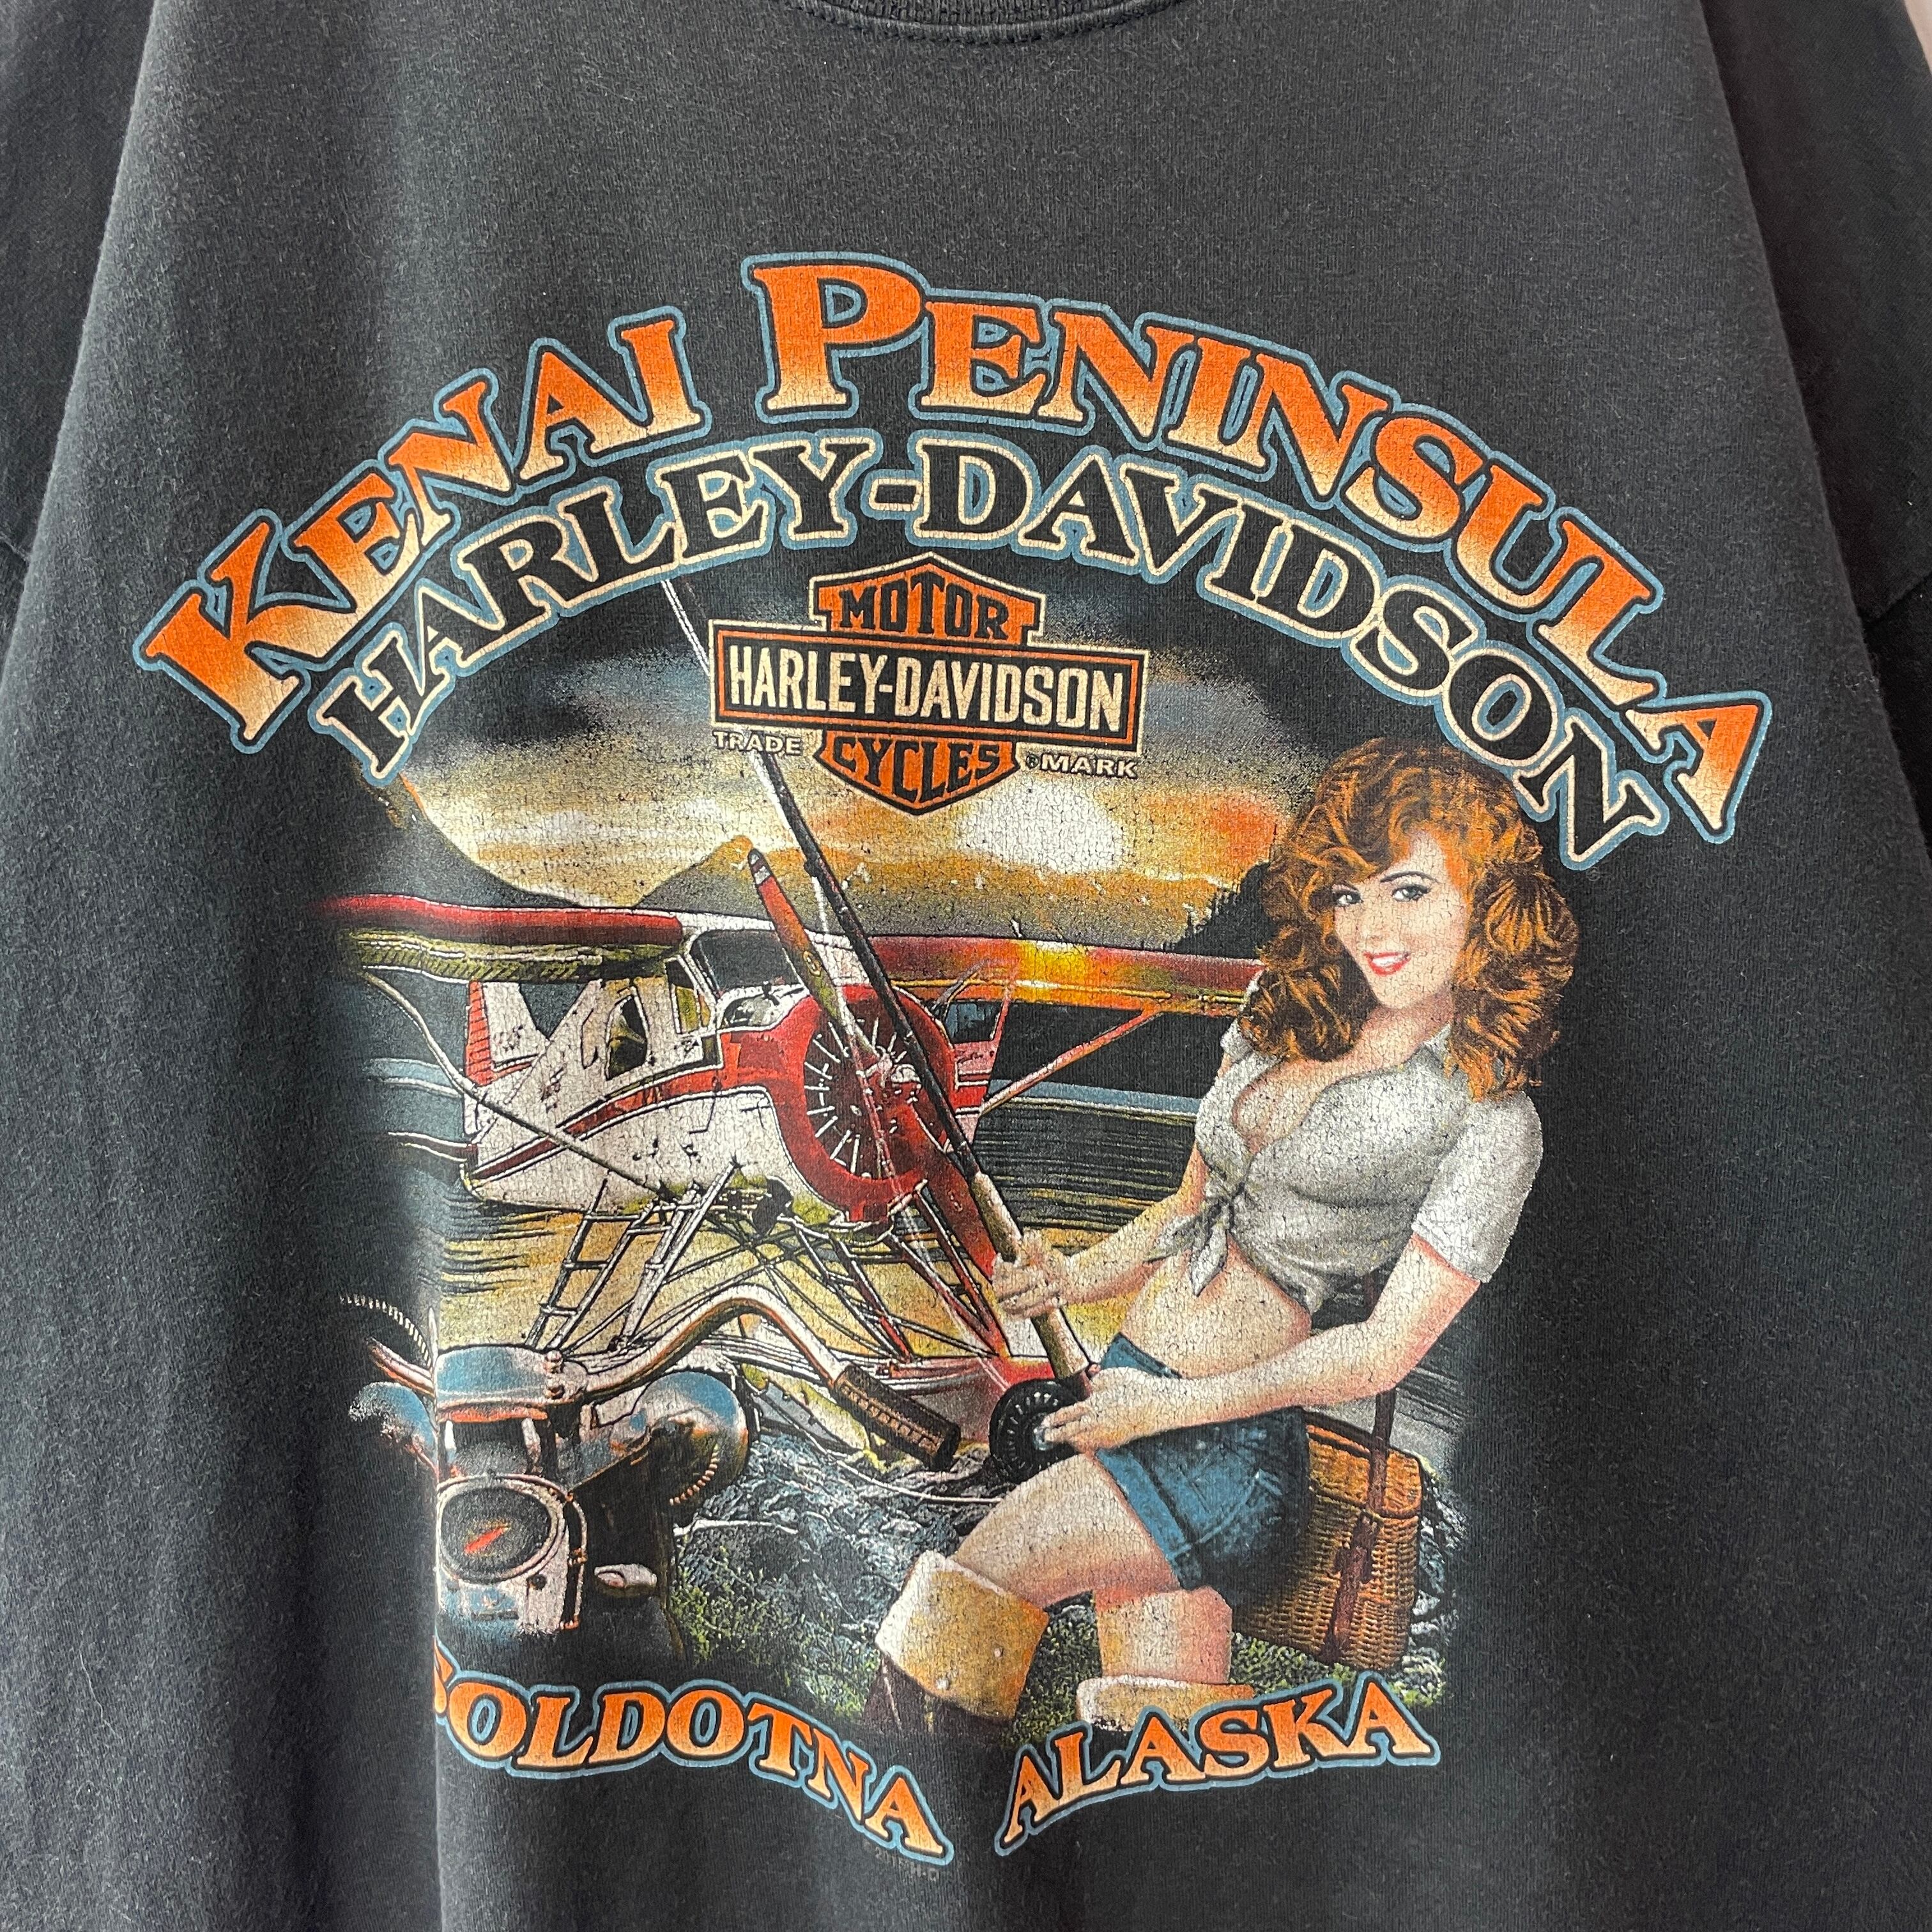 KENAI PENINSULA
HARLEY-DAVIDSON
MOTOR
HARLEY-DAVIDSON
TRADE CYCLES ®MARK
SOLDOTNA ALASKA